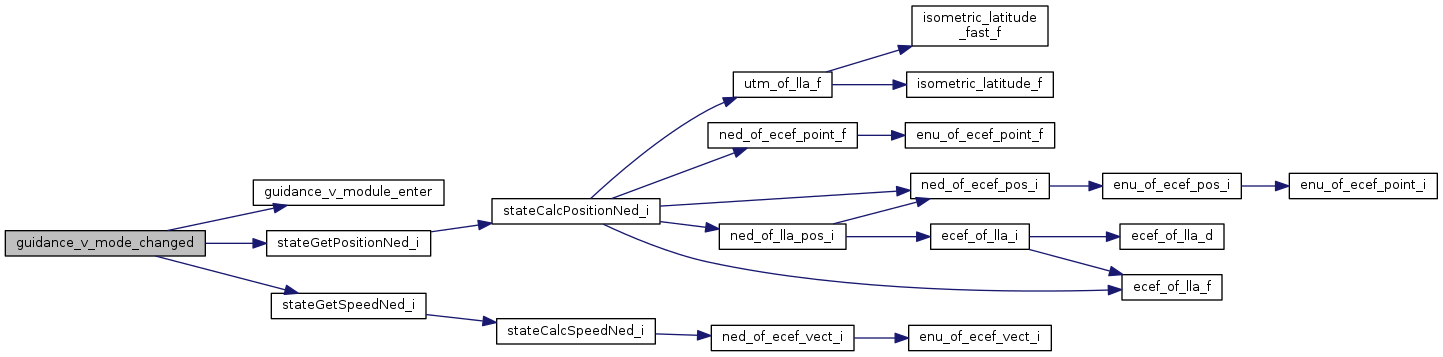 guidance_v_mode_changed
guidance_v_module_enter
stateGetPositionNed_i
stateGetSpeedNed_i
stateCalcPositionNed_i
stateCalcSpeedNed_i
utm_of_lla_f
ned_of_ecef_point_f
ned_of_lla_pos_i
ned_of_ecef_vect_i
isometric_latitude
_fast_f
isometric_latitude_f
enu_of_ecef_point_f
ned_of_ecef_pos_i
ecef_of_lla_i
enu_of_ecef_vect_i
enu_of_ecef_pos_i
ecef_of_lla_d
ecef_of_lla_f
enu_of_ecef_point_i